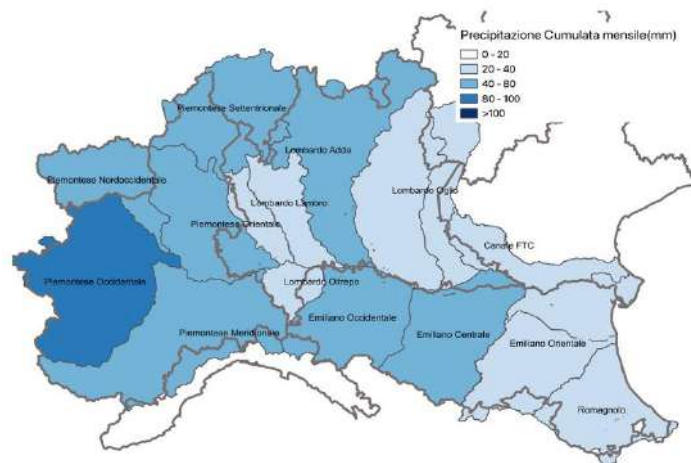 Precipitazione Cumulata mensile(mm)
0 - 20
20 - 40
40 - 80
80 - 100
>100
Piemontese Settentrionale
Lombardo Adda
Piemontese Nordoccidentale
Lombardo Lambro
Lombardo Oglio
Piemontese Orientale
Canale FTC
Piemontese Occidentale
Lombardo Oltrepo
Emiliano Occidentale
Piemontese Meridionale
Emiliano Centrale
Emiliano Orientale
Romagnolo